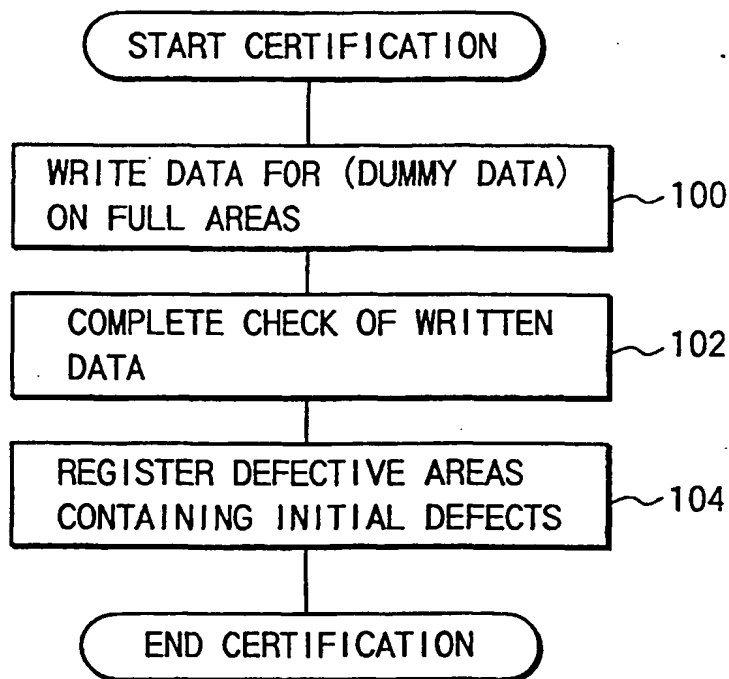 START CERTIFICATION
WRITE DATA FOR (DUMMY DATA)
ON FULL AREAS
100
COMPLETE CHECK OF WRITTEN
DATA
102
REGISTER DEFECTIVE AREAS
CONTAINING INITIAL DEFECTS
104
END CERTIFICATION